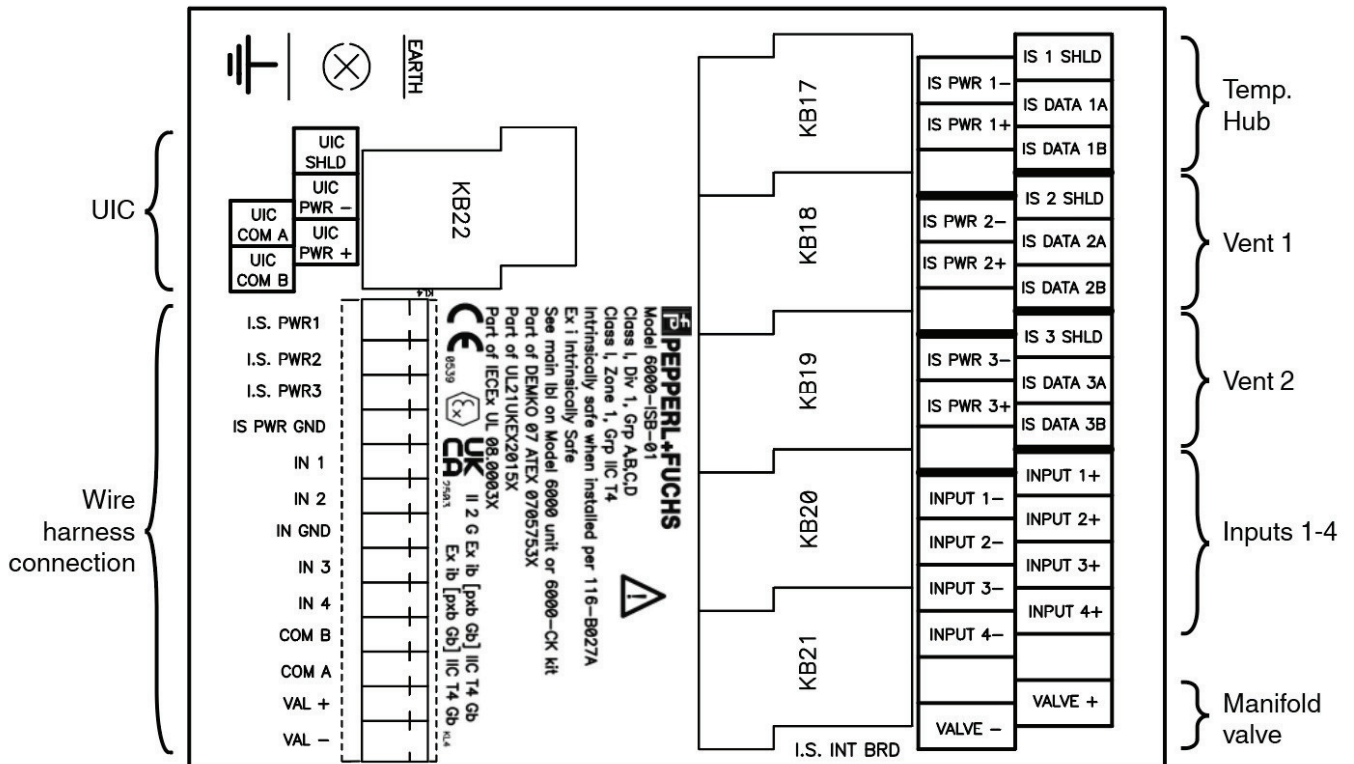 EARTH
UIC
SHLD
UIC
PWR -
UIC
COM A
UIC
PWR +
UIC
COM B
UIC
KB22
KL4
Wire
harness
connection
I.S. PWR1
I.S. PWR2
I.S. PWR3
IS PWR GND
IN 1
IN 2
IN GND
IN 3
IN 4
COM B
COM A
VAL +
VAL -
KL4
PEPPERL+FUCHS
Model 6000-ISB-01
Class I, Div 1, Grp A,B,C,D
Class I, Zone 1, Grp IIC T4
Intrinsically safe when installed per 116-B027A
Ex i Intrinsically Safe
See main lbl on Model 6000 unit or 6000-CK kit
Part of DEMKO 07 ATEX 0705753X
Part of UL21UKEX2015X
Part of IECEx UL 08.0003X
CE 0539
Ex
UK
CA 2503
II 2 G Ex ib [pxb Gb] IIC T4 Gb
Ex ib [pxb Gb] IIC T4 Gb
KB17
KB18
KB19
KB20
KB21
I.S. INT BRD
IS PWR 1-
IS PWR 1+
IS PWR 2-
IS PWR 2+
IS PWR 3-
IS PWR 3+
INPUT 1-
INPUT 2-
INPUT 3-
INPUT 4-
VALVE -
IS 1 SHLD
IS DATA 1A
IS DATA 1B
IS 2 SHLD
IS DATA 2A
IS DATA 2B
IS 3 SHLD
IS DATA 3A
IS DATA 3B
INPUT 1+
INPUT 2+
INPUT 3+
INPUT 4+
VALVE +
Temp.
Hub
Vent 1
Vent 2
Inputs 1-4
Manifold
valve